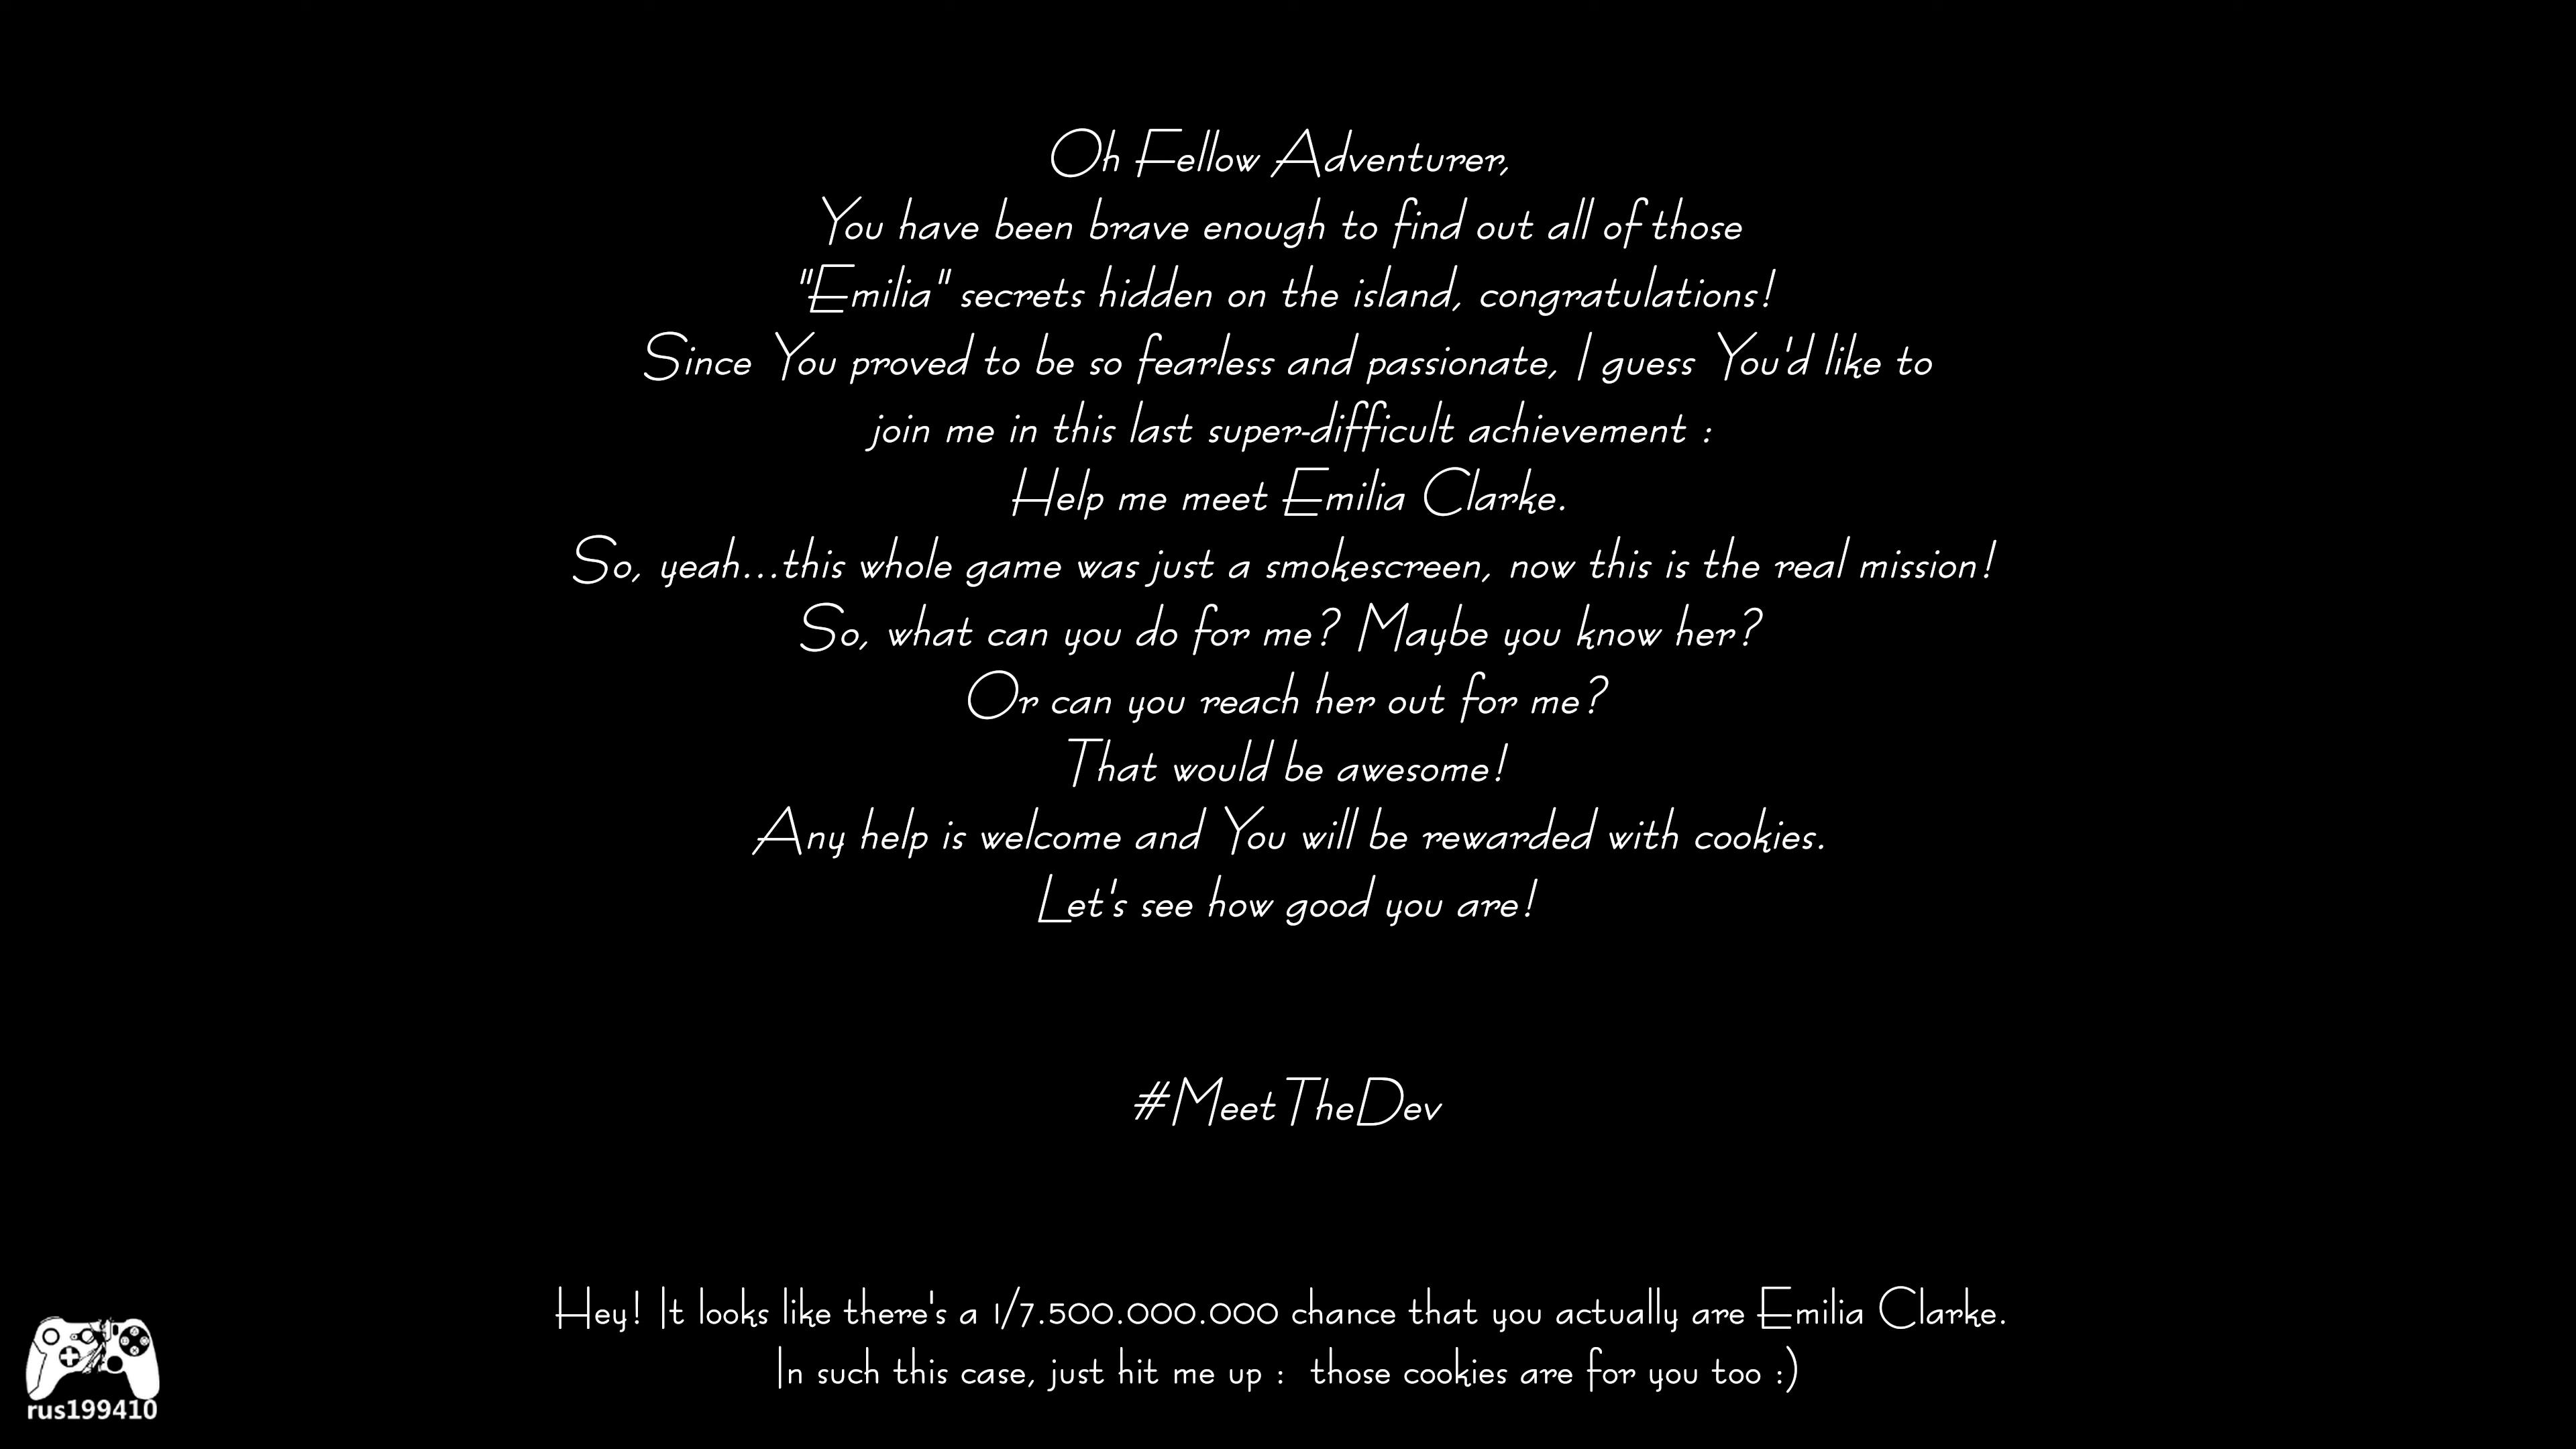 Oh Fellow Adventurer,
You have been brave enough to find out all of those
"Emilia" secrets hidden on the island, congratulations!
Since You proved to be so fearless and passionate, I guess You'd like to
join me in this last super-difficult achievement :
Help me meet Emilia Clarke.
So, yeah...this whole game was just a smokescreen, now this is the real mission!
So, what can you do for me? Maybe you know her?
Or can you reach her out for me?
That would be awesome!
Any help is welcome and You will be rewarded with cookies.
Let's see how good you are!
#MeetTheDev
Hey! It looks like there's a 1/7.500.000.000 chance that you actually are Emilia Clarke.
In such this case, just hit me up : those cookies are for you too :)
rus199410